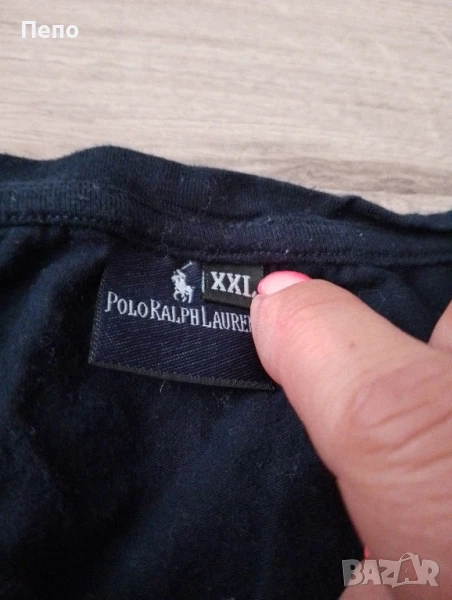 Пепо
XXL
POLO RALPH LAUREN
BAZAR